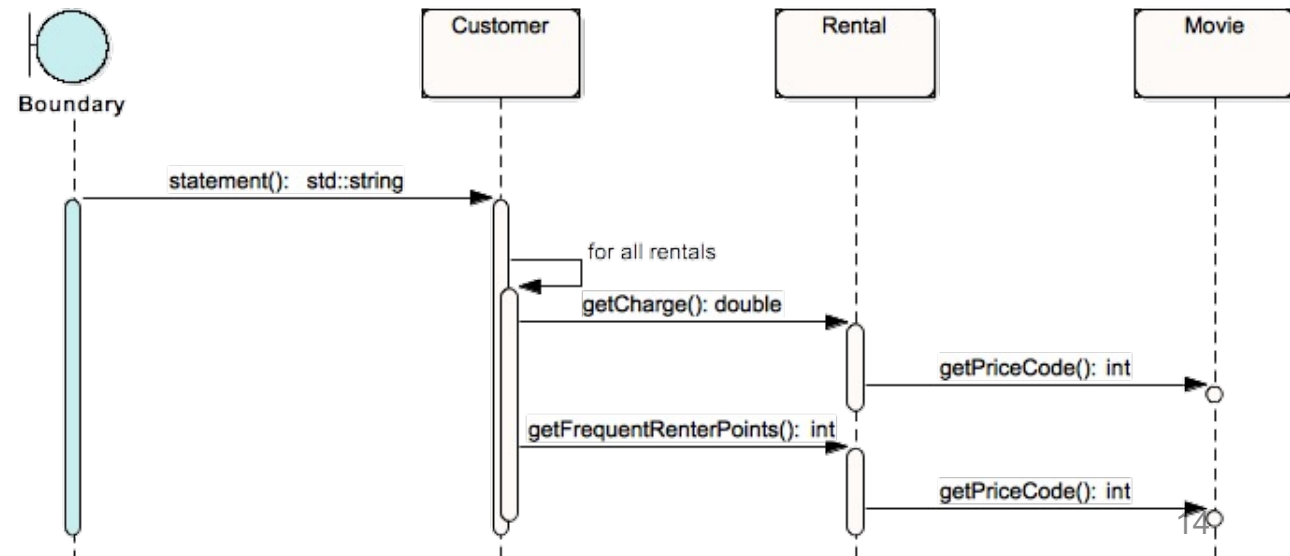 Customer
Rental
Movie
Boundary
statement(): std::string
for all rentals
getCharge(): double
getPriceCode(): int
getFrequentRenterPoints(): int
getPriceCode(): int
14